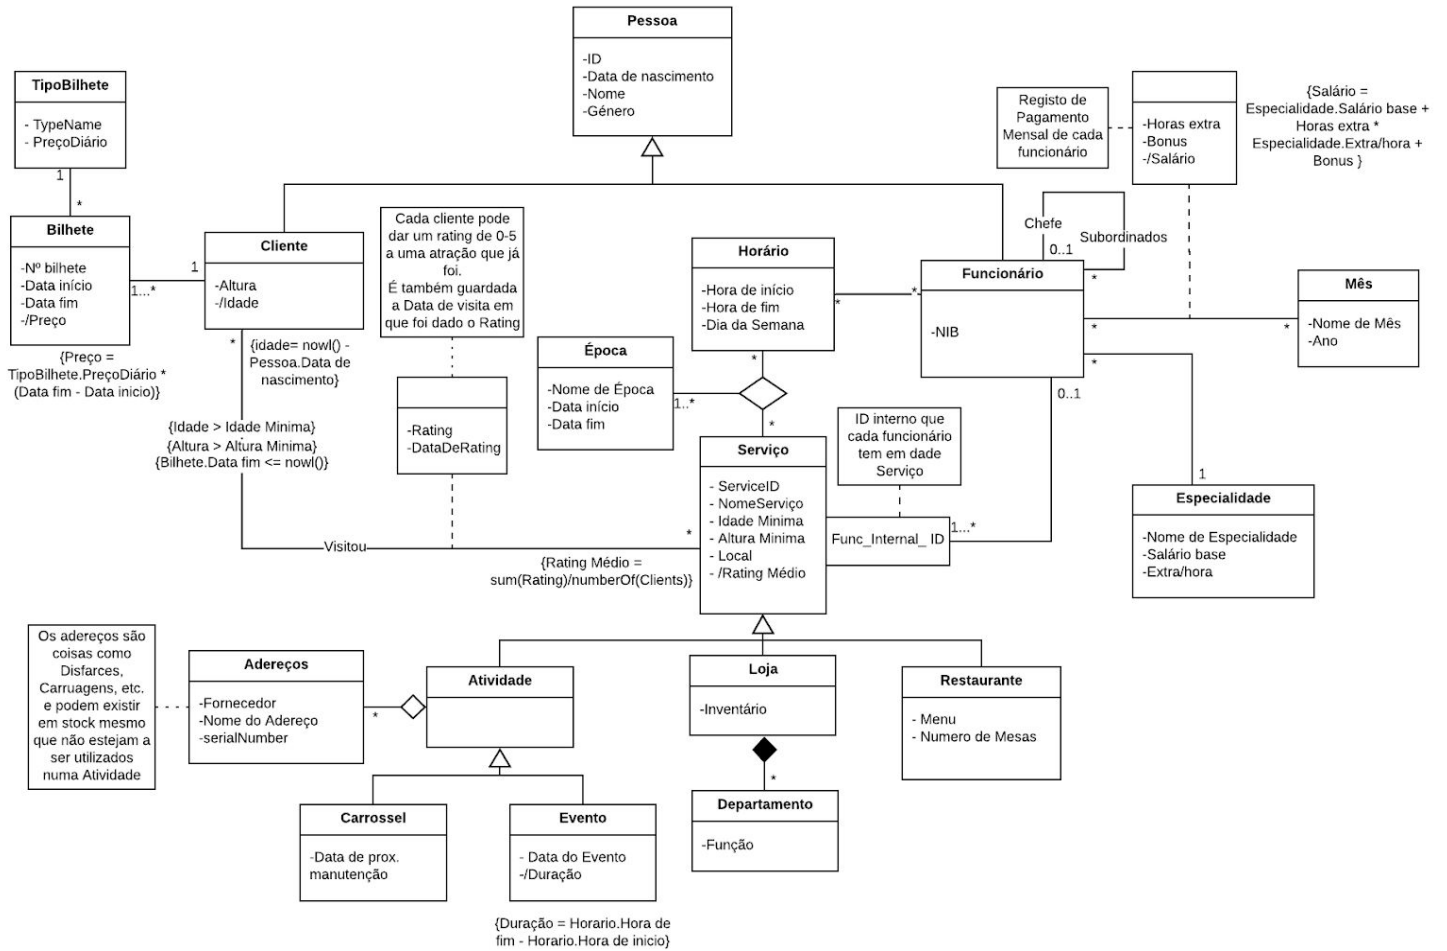 Pessoa
-ID
-Data de nascimento
-Nome
-Género
TipoBilhete
- TypeName
- PreçoDiário
1
*
Bilhete
-Nº bilhete
-Data início
-Data fim
-/Preço
1...*
1
{Preço =
TipoBilhete.PreçoDiário *
(Data fim - Data inicio)}
Cliente
-Altura
-/Idade
*
{idade= nowl() -
Pessoa.Data de
nascimento}
{Idade > Idade Minima}
{Altura > Altura Minima}
{Bilhete.Data fim <= nowl()}
Visitou
*
Cada cliente pode
dar um rating de 0-5
a uma atração que já
foi.
É também guardada
a Data de visita em
que foi dado o Rating
-Rating
-DataDeRating
{Rating Médio =
sum(Rating)/numberOf(Clients)}
Época
-Nome de Época
-Data início
-Data fim
1..*
Horário
-Hora de início
-Hora de fim
-Dia da Semana
*
*
*
*
Serviço
- ServiceID
- NomeServiço
- Idade Minima
- Altura Minima
- Local
- /Rating Médio
Func_Internal_ ID
1...*
ID interno que
cada funcionário
tem em dade
Serviço
Registo de
Pagamento
Mensal de cada
funcionário
-Horas extra
-Bonus
-/Salário
{Salário =
Especialidade.Salário base +
Horas extra *
Especialidade.Extra/hora +
Bonus }
Chefe
0..1
Subordinados
*
Funcionário
-NIB
*
*
*
0..1
Mês
-Nome de Mês
-Ano
1
Especialidade
-Nome de Especialidade
-Salário base
-Extra/hora
Os adereços são
coisas como
Disfarces,
Carruagens, etc.
e podem existir
em stock mesmo
que não estejam a
ser utilizados
numa Atividade
Adereços
-Fornecedor
-Nome do Adereço
-serialNumber
*
Atividade
Loja
-Inventário
*
Restaurante
- Menu
- Numero de Mesas
Carrossel
-Data de prox.
manutenção
Evento
- Data do Evento
-/Duração
{Duração = Horario.Hora de
fim - Horario.Hora de inicio}
Departamento
-Função